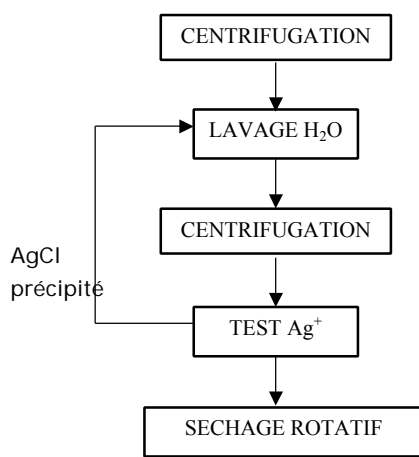 CENTRIFUGATION
LAVAGE H₂O
CENTRIFUGATION
AgCl
précipité
TEST Ag⁺
SECHAGE ROTATIF